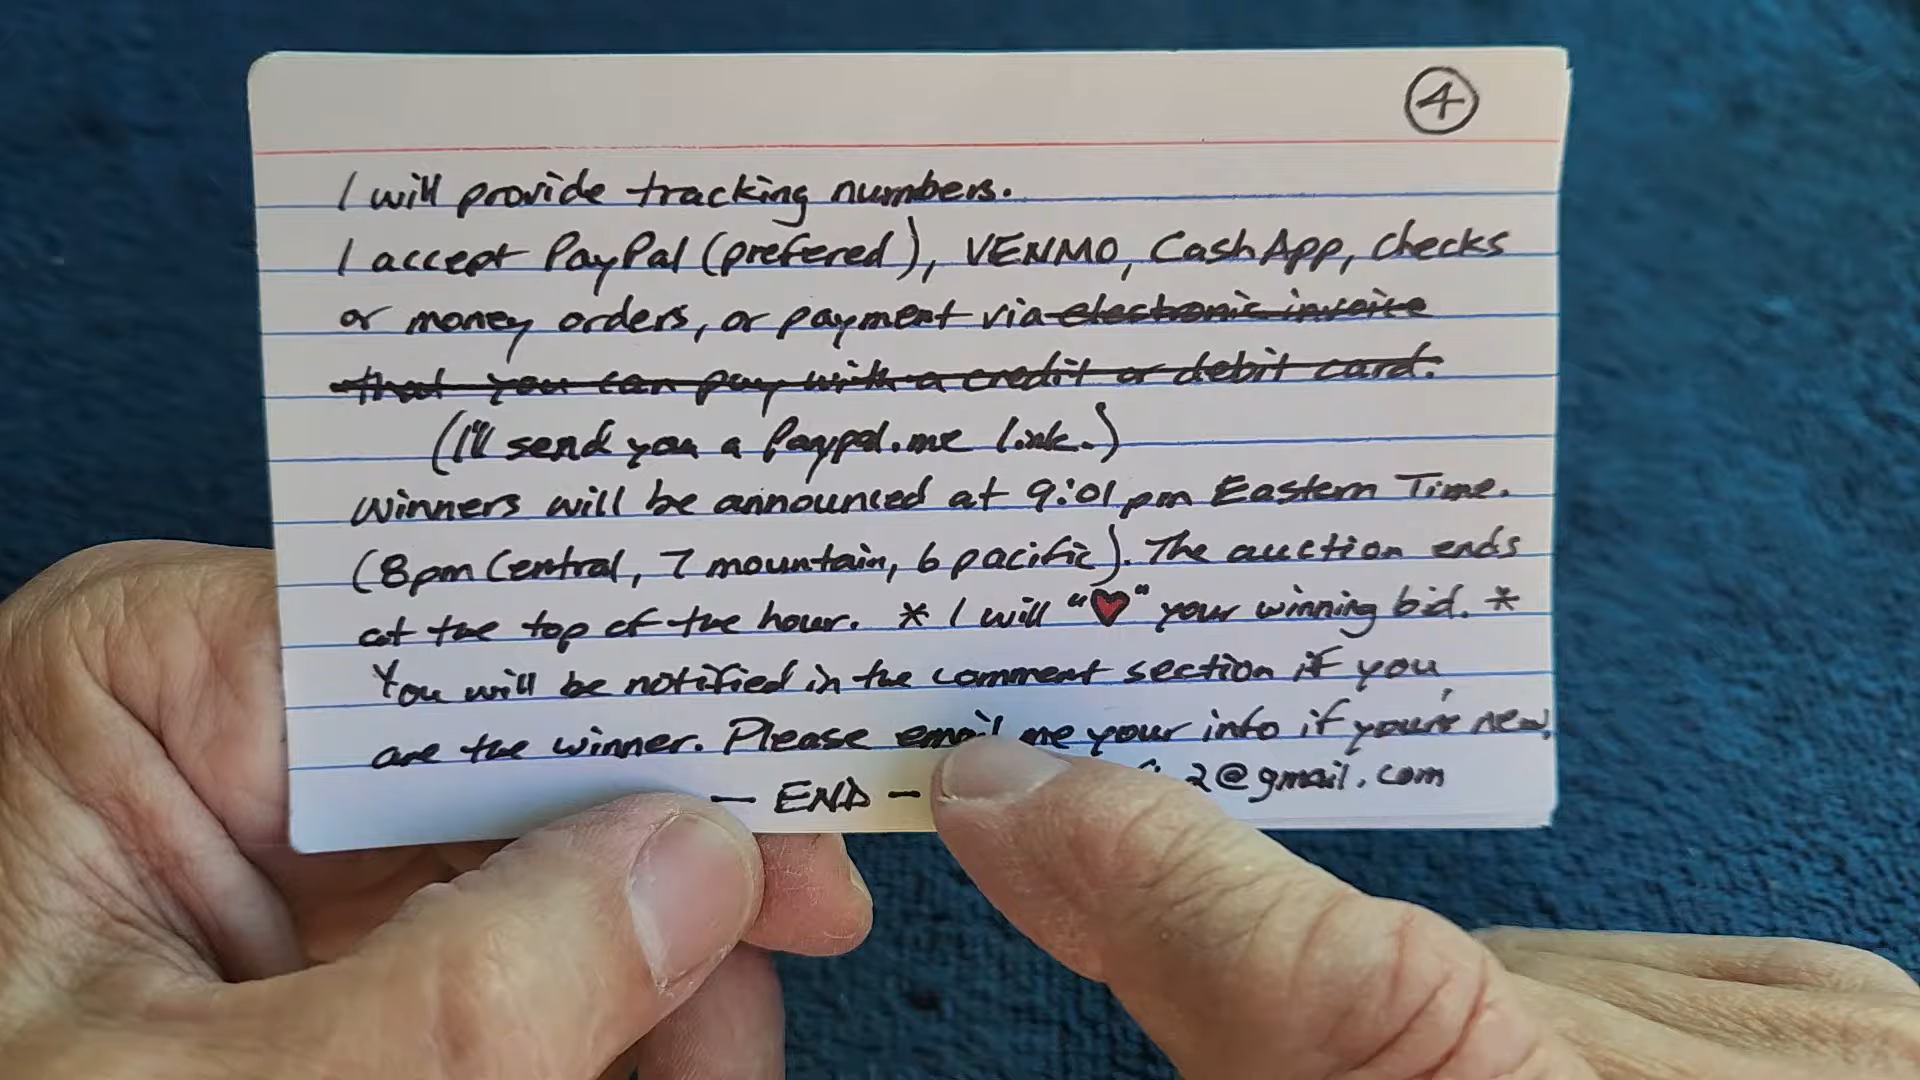 4
I will provide tracking numbers.
I accept PayPal (prefered), VENMO, Cash App, checks
or money orders, or payment via electronic invoice
that you can pay with a credit or debit card.
(I'll send you a Paypal.me link.)
Winners will be announced at 9:01 pm Eastern Time.
(8pm Central, 7 mountain, 6 pacific). The auction ends
at the top of the hour. * I will "♥" your winning bid. *
You will be notified in the comment section if you
are the winner. Please email me your info if you're new,
— END — 2@gmail.com